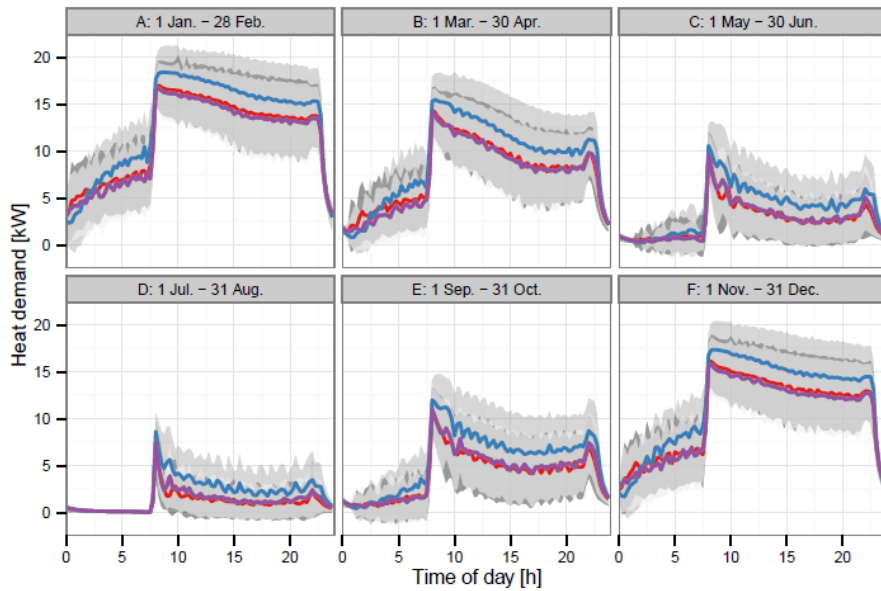 A: 1 Jan. − 28 Feb.
B: 1 Mar. − 30 Apr.
C: 1 May − 30 Jun.
20
15
10
5
0
Heat demand [kW]
D: 1 Jul. − 31 Aug.
E: 1 Sep. − 31 Oct.
F: 1 Nov. − 31 Dec.
20
15
10
5
0
0 5 10 15 20 0 5 10 15 20 0 5 10 15 20
Time of day [h]